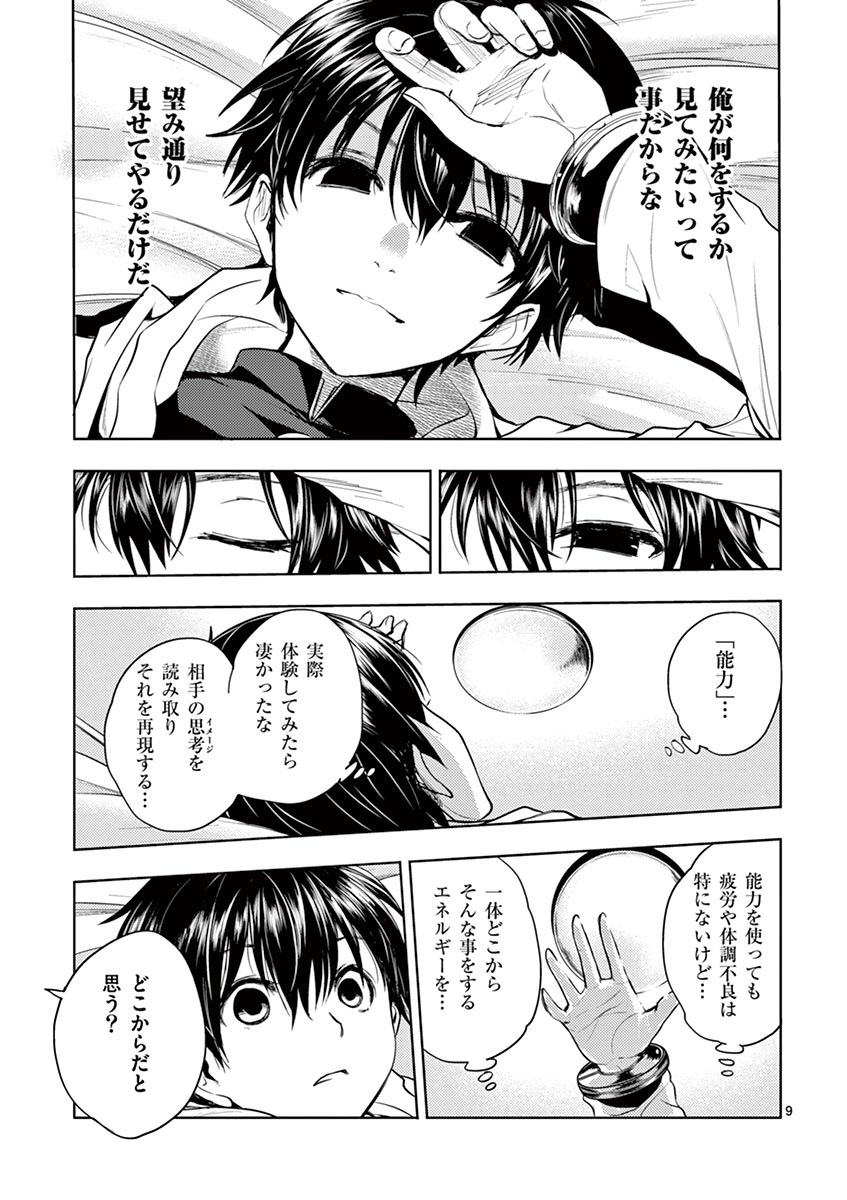 俺が何をするか
見てみたいって
事だからな
望み通り
見せてやるだけだ
「能力」…
実際
体験してみたら
凄かったな
相手の思考を
イメージ
読み取り
それを再現する…
能力を使っても
疲労や体調不良は
特にないけど…
一体どこから
そんな事をする
エネルギーを…
どこからだと
思う？
9